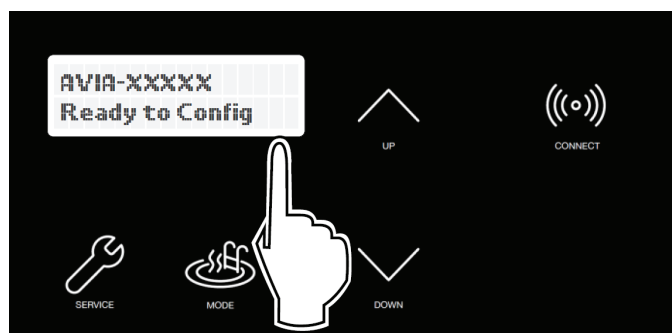 AVIA-XXXXX
Ready to Config
UP
CONNECT
SERVICE
MODE
DOWN